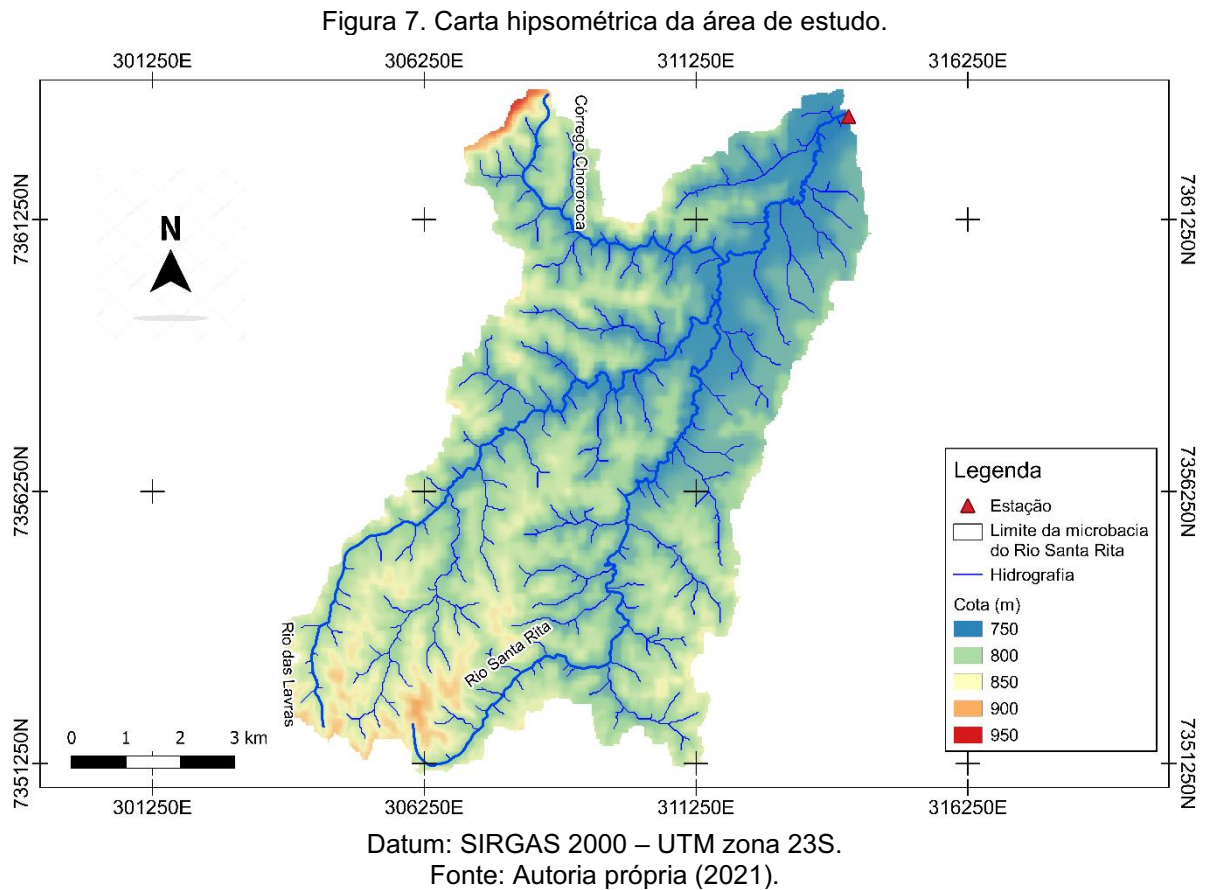 Figura 7. Carta hipsométrica da área de estudo.
301250E 306250E 311250E 316250E
Córrego Chororoca
7361250N 7361250N
N
7356250N 7356250N
Legenda
Estação
Limite da microbacia
do Rio Santa Rita
Hidrografia
Cota (m)
750
800
850
900
950
Rio das Lavras
Rio Santa Rita
0 1 2 3 km
7351250N 7351250N
301250E 306250E 311250E 316250E
Datum: SIRGAS 2000 – UTM zona 23S.
Fonte: Autoria própria (2021).